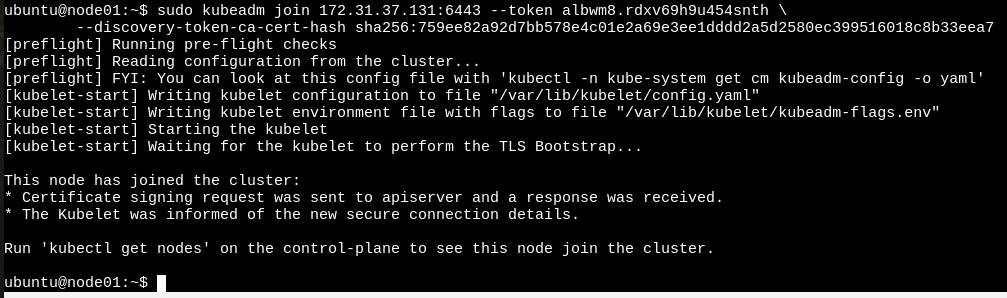 ubuntu@node01:~$ sudo kubeadm join 172.31.37.131:6443 --token albwm8.rdxv69h9u454snth \
        --discovery-token-ca-cert-hash sha256:759ee82a92d7bb578e4c01e2a69e3ee1dddd2a5d2580ec399516018c8b33eea7
[preflight] Running pre-flight checks
[preflight] Reading configuration from the cluster...
[preflight] FYI: You can look at this config file with 'kubectl -n kube-system get cm kubeadm-config -o yaml'
[kubelet-start] Writing kubelet configuration to file "/var/lib/kubelet/config.yaml"
[kubelet-start] Writing kubelet environment file with flags to file "/var/lib/kubelet/kubeadm-flags.env"
[kubelet-start] Starting the kubelet
[kubelet-start] Waiting for the kubelet to perform the TLS Bootstrap...

This node has joined the cluster:
* Certificate signing request was sent to apiserver and a response was received.
* The Kubelet was informed of the new secure connection details.

Run 'kubectl get nodes' on the control-plane to see this node join the cluster.

ubuntu@node01:~$